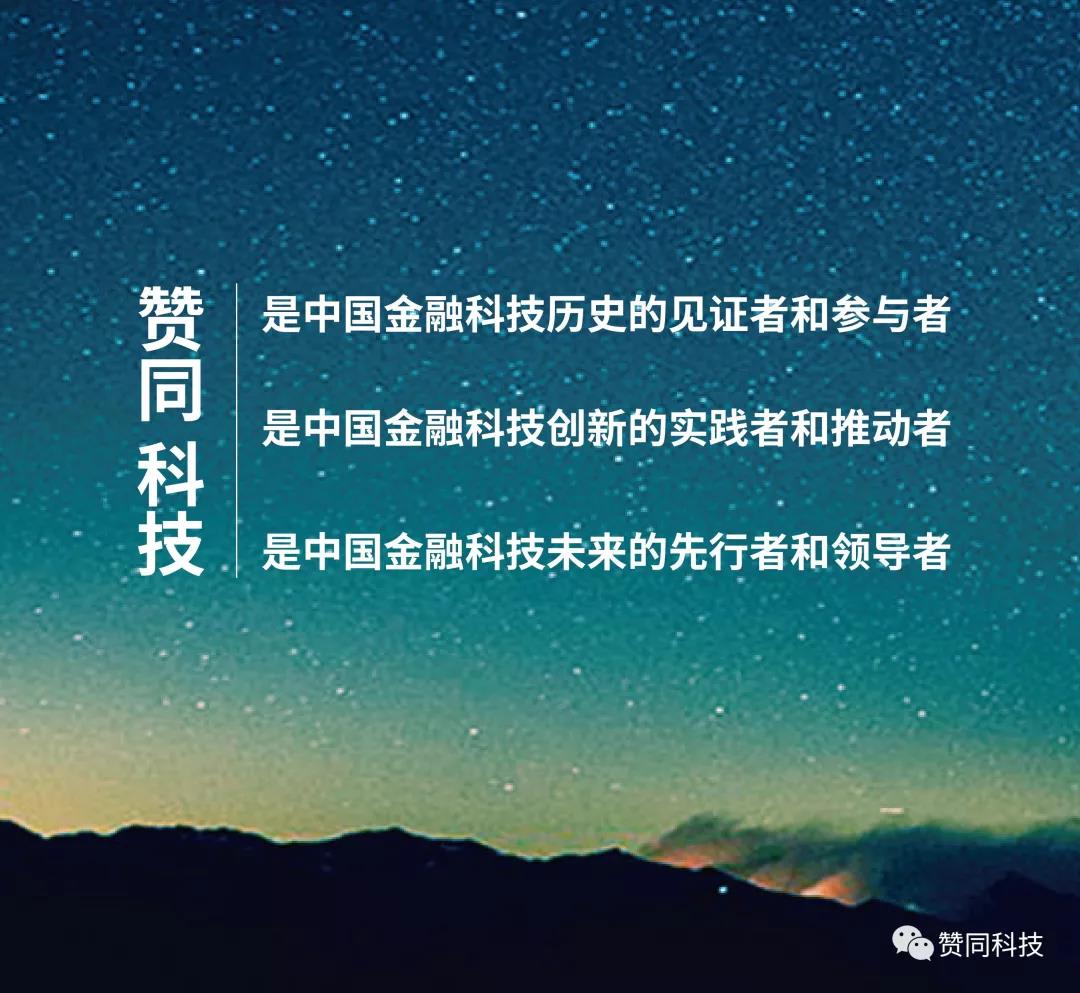 赞同科技
是中国金融科技历史的见证者和参与者
是中国金融科技创新的实践者和推动者
是中国金融科技未来的先行者和领导者
赞同科技